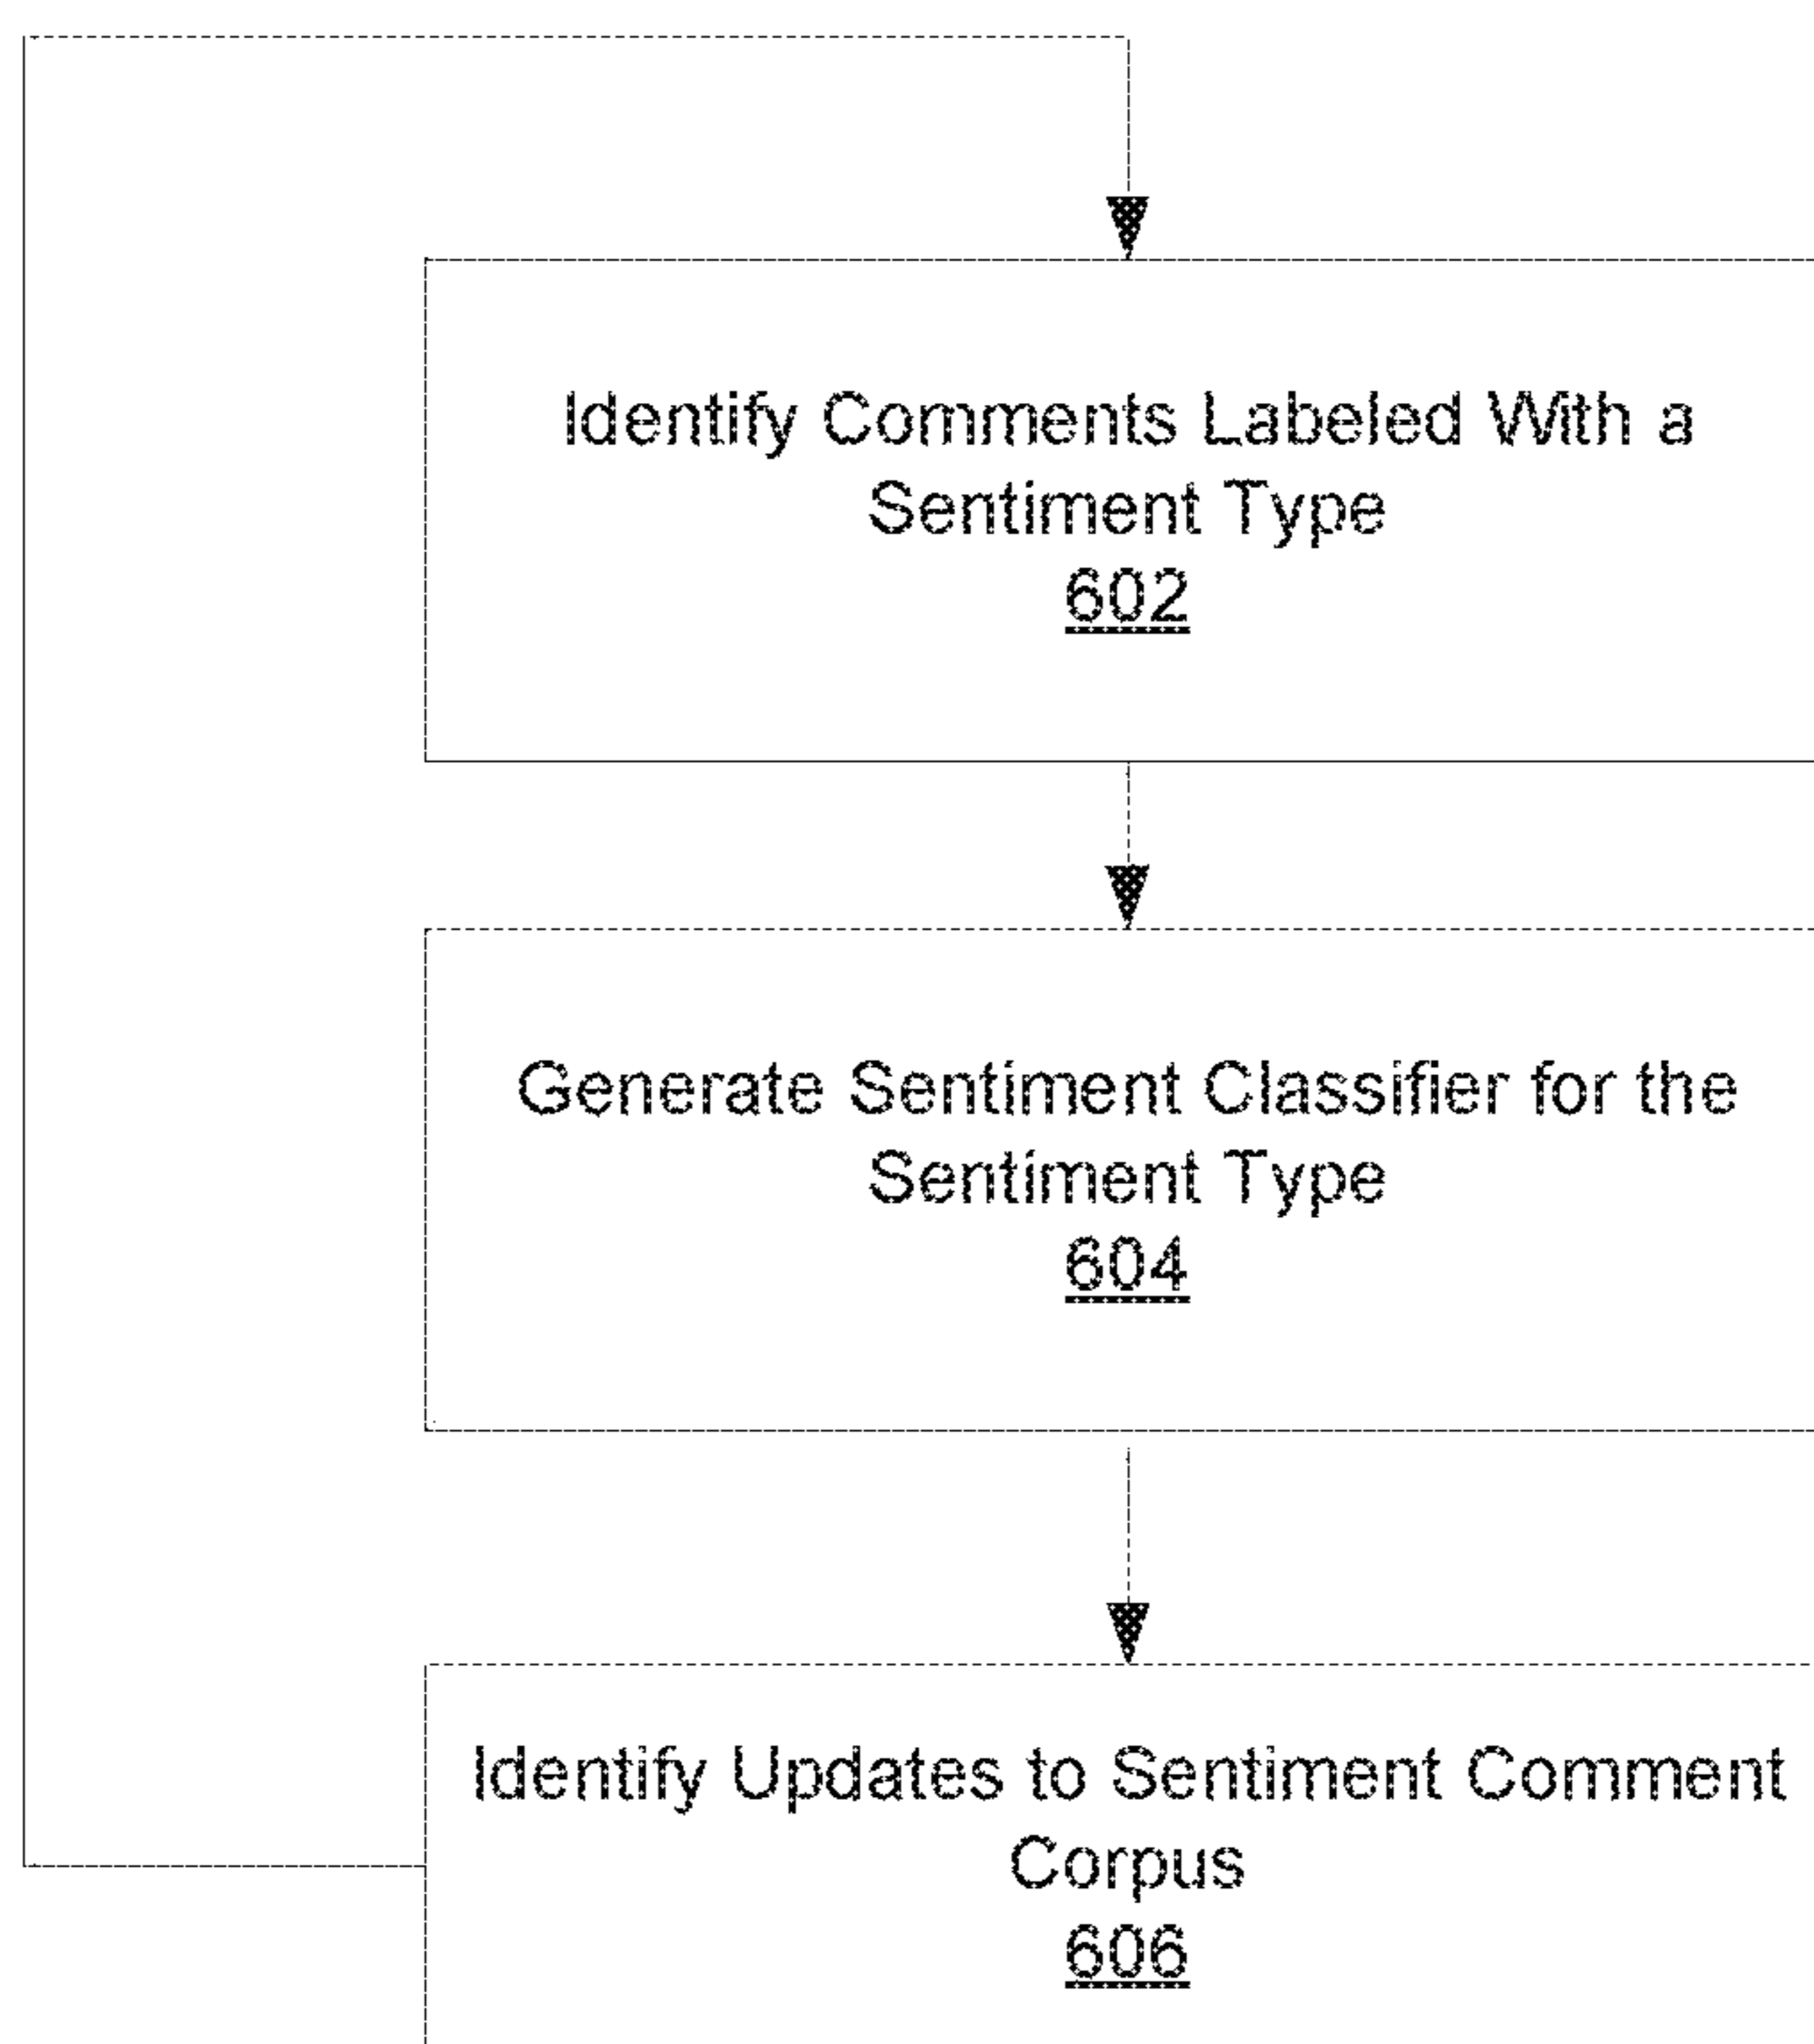 Identify Comments Labeled With a
Sentiment Type
602
Generate Sentiment Classifier for the
Sentiment Type
604
Identify Updates to Sentiment Comment
Corpus
606